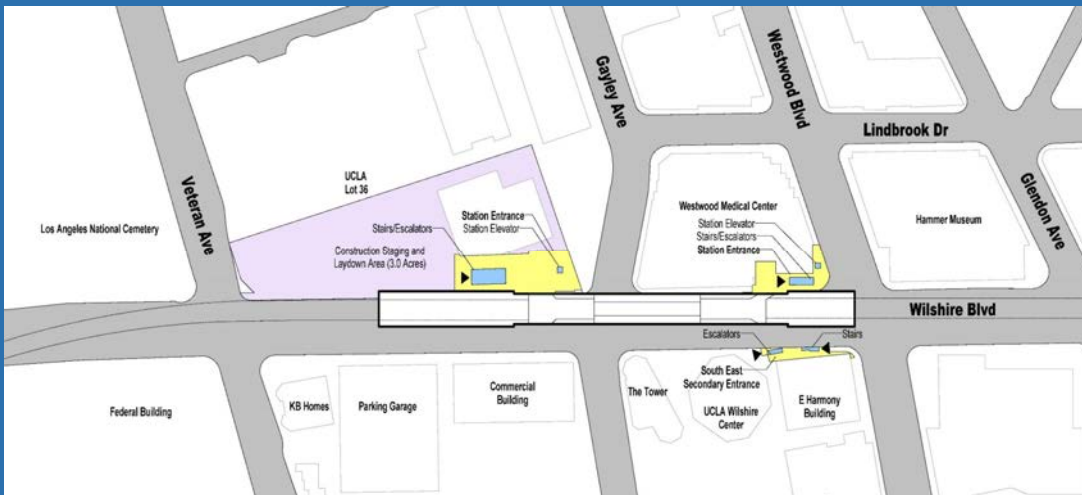 Gayley Ave
Westwood Blvd
Lindbrook Dr
Glendon Ave
Veteran Ave
UCLA
Lot 36
Los Angeles National Cemetery
Stairs/Escalators
Station Entrance
Station Elevator
Construction Staging and
Laydown Area (3.0 Acres)
Westwood Medical Center
Station Elevator
Stairs/Escalators
Station Entrance
Hammer Museum
Wilshire Blvd
Escalators
Stairs
South East
Secondary Entrance
Federal Building
KB Homes
Parking Garage
Commercial
Building
The Tower
UCLA Wilshire
Center
E Harmony
Building